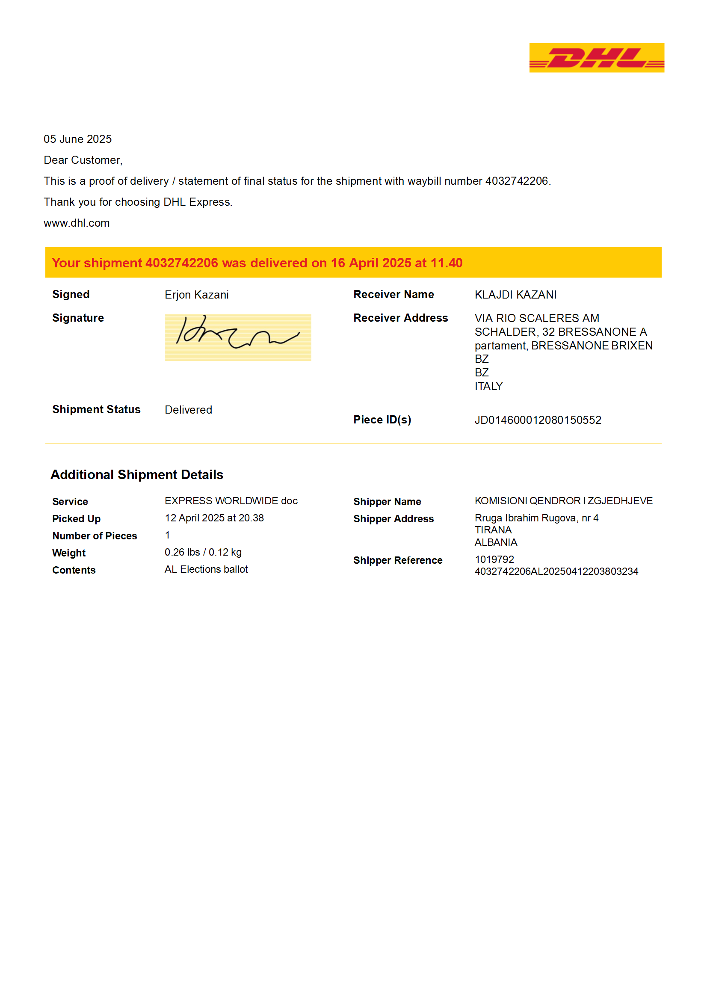 DHL
05 June 2025
Dear Customer,
This is a proof of delivery / statement of final status for the shipment with waybill number 4032742206.
Thank you for choosing DHL Express.
www.dhl.com
Your shipment 4032742206 was delivered on 16 April 2025 at 11.40
Signed Erjon Kazani
Receiver Name KLAJDI KAZANI
Signature
Receiver Address VIA RIO SCALERES AM
SCHALDER, 32 BRESSANONE A
partament, BRESSANONE BRIXEN
BZ
BZ
ITALY
Shipment Status Delivered
Piece ID(s) JD014600012080150552
Additional Shipment Details
Service EXPRESS WORLDWIDE doc
Picked Up 12 April 2025 at 20.38
Number of Pieces 1
Weight 0.26 lbs / 0.12 kg
Contents AL Elections ballot
Shipper Name KOMISIONI QENDROR I ZGJEDHJEVE
Shipper Address Rruga Ibrahim Rugova, nr 4
TIRANA
ALBANIA
Shipper Reference 1019792
4032742206AL20250412203803234